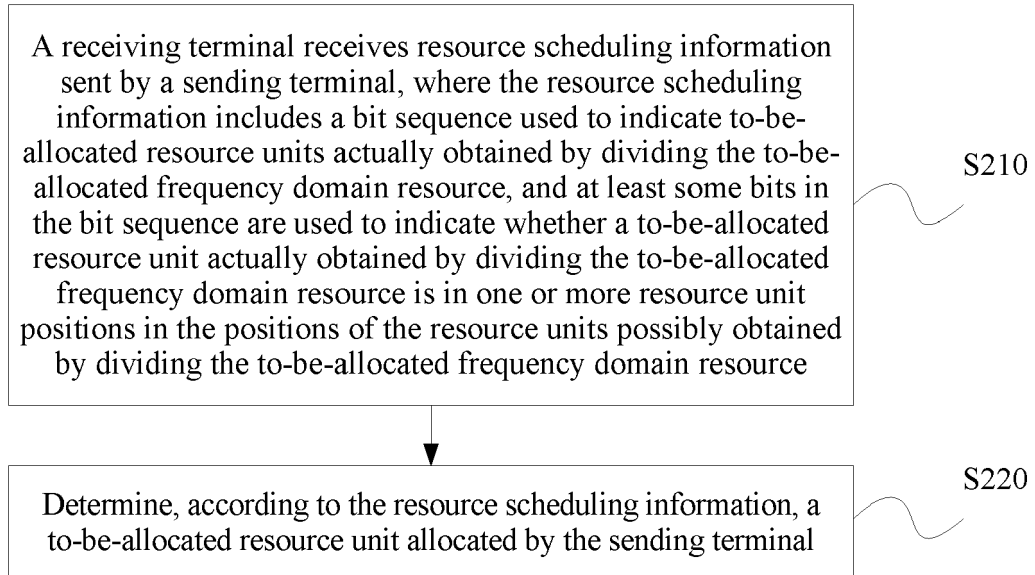 A receiving terminal receives resource scheduling information
sent by a sending terminal, where the resource scheduling
information includes a bit sequence used to indicate to-be-
allocated resource units actually obtained by dividing the to-be-
allocated frequency domain resource, and at least some bits in
the bit sequence are used to indicate whether a to-be-allocated
resource unit actually obtained by dividing the to-be-allocated
frequency domain resource is in one or more resource unit
positions in the positions of the resource units possibly obtained
by dividing the to-be-allocated frequency domain resource
S210
Determine, according to the resource scheduling information, a
to-be-allocated resource unit allocated by the sending terminal
S220